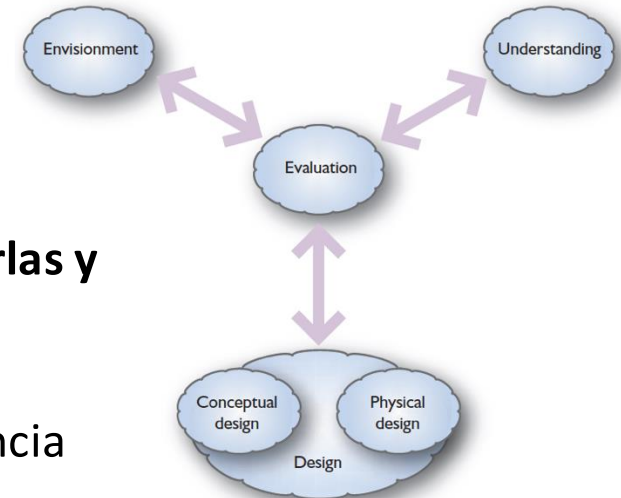 Envisionment
Understanding
Evaluation
rlas y
Conceptual
design
Physical
design
ncia
Design